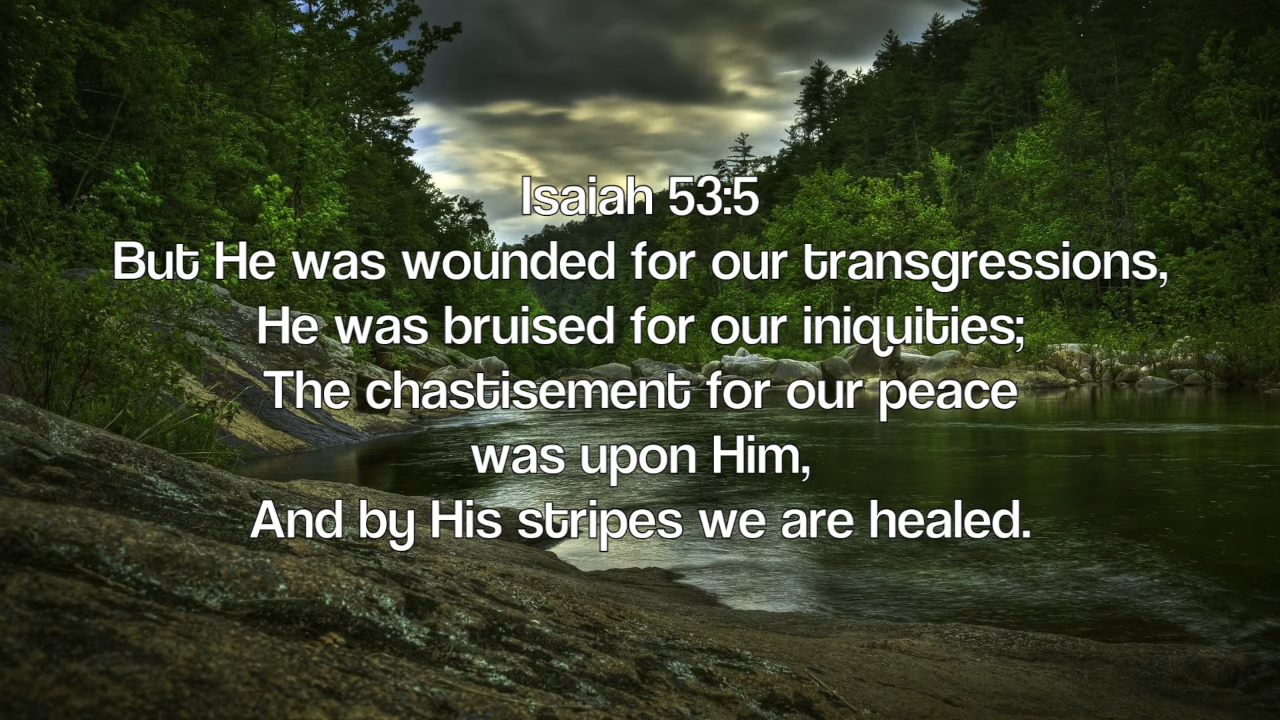 Isaiah 53:5
But He was wounded for our transgressions,
He was bruised for our iniquities;
The chastisement for our peace
was upon Him,
And by His stripes we are healed.